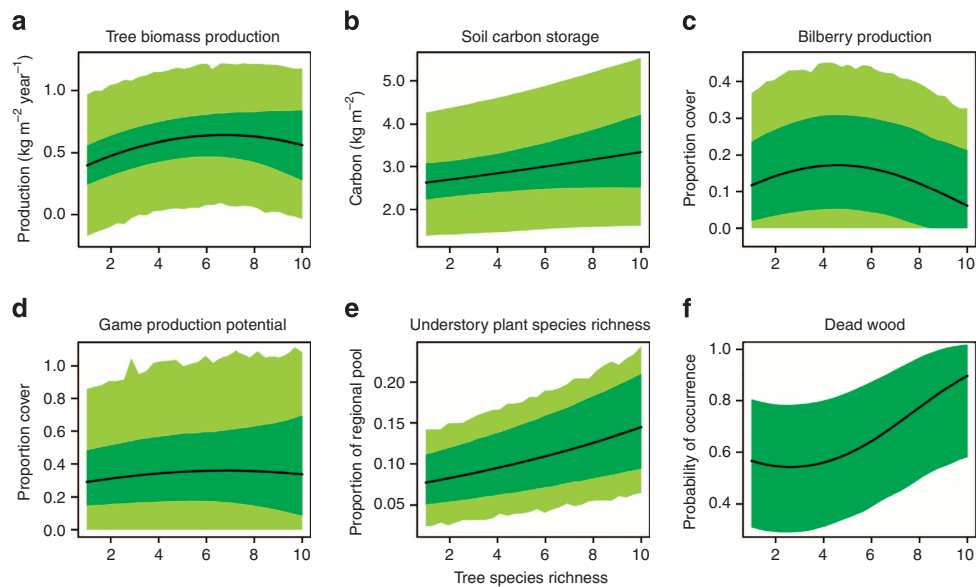 a
Tree biomass production
Production (kg m⁻² year⁻¹)
1.0
0.5
0.0
2 4 6 8 10
b
Soil carbon storage
Carbon (kg m⁻²)
5.0
4.0
3.0
2.0
2 4 6 8 10
c
Bilberry production
Proportion cover
0.4
0.3
0.2
0.1
0.0
2 4 6 8 10
d
Game production potential
Proportion cover
1.0
0.8
0.6
0.4
0.2
0.0
2 4 6 8 10
e
Understory plant species richness
Proportion of regional pool
0.20
0.15
0.10
0.05
2 4 6 8 10
Tree species richness
f
Dead wood
Probability of occurrence
1.0
0.8
0.6
0.4
2 4 6 8 10